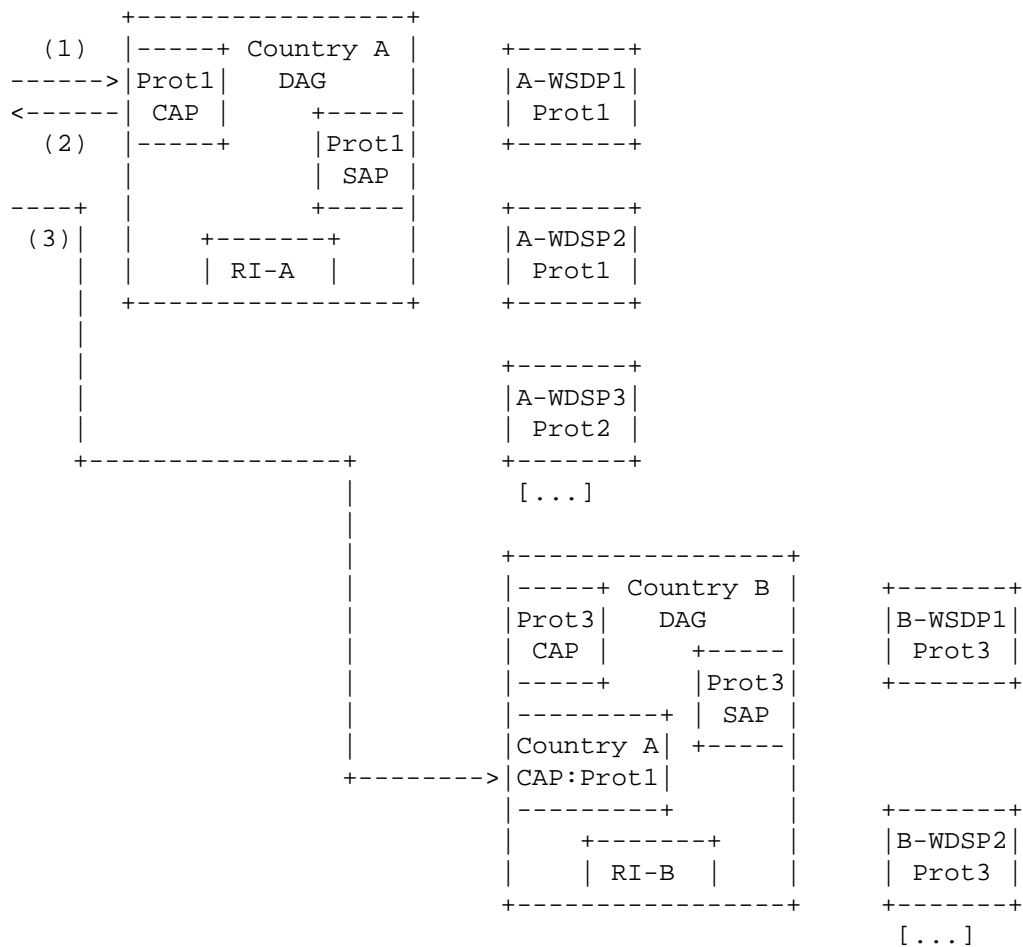 (1) Country A
Prot1 DAG A-WSDP1
CAP Prot1
(2) Prot1
SAP
(3) A-WDSP2
RI-A Prot1
A-WDSP3
Prot2
[...]
Country B
Prot3 DAG B-WSDP1
CAP Prot3
Prot3
SAP
Country A
CAP:Prot1
B-WDSP2
RI-B Prot3
[...]